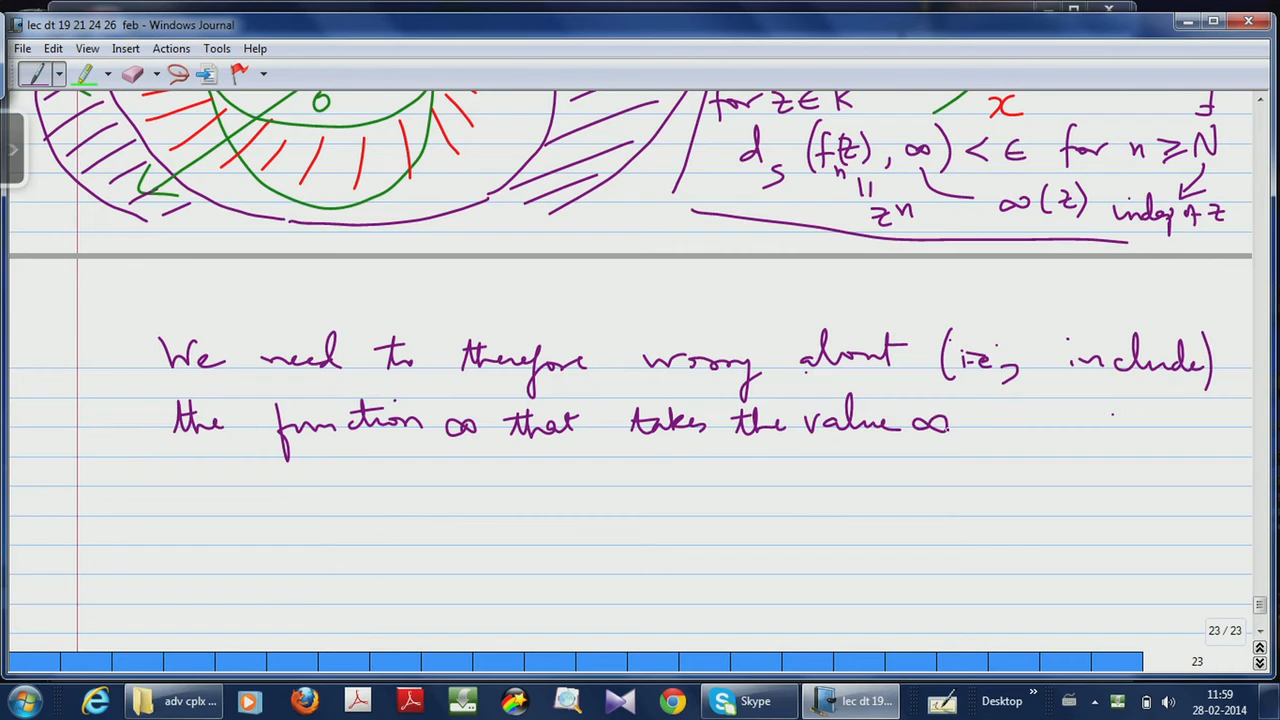 lec dt 19 21 24 26 feb - Windows Journal
File Edit View Insert Actions Tools Help
0
for z ∈ K
x
d_S (f_n(z), ∞) < ∈ for n ≥ N
||
z^n
∞(z)
indep of z
We need to therefore worry about (i.e., include)
the function ∞ that takes the value ∞
23 / 23
23
adv cplx ...
Skype
lec dt 19...
Desktop
11:59
28-02-2014